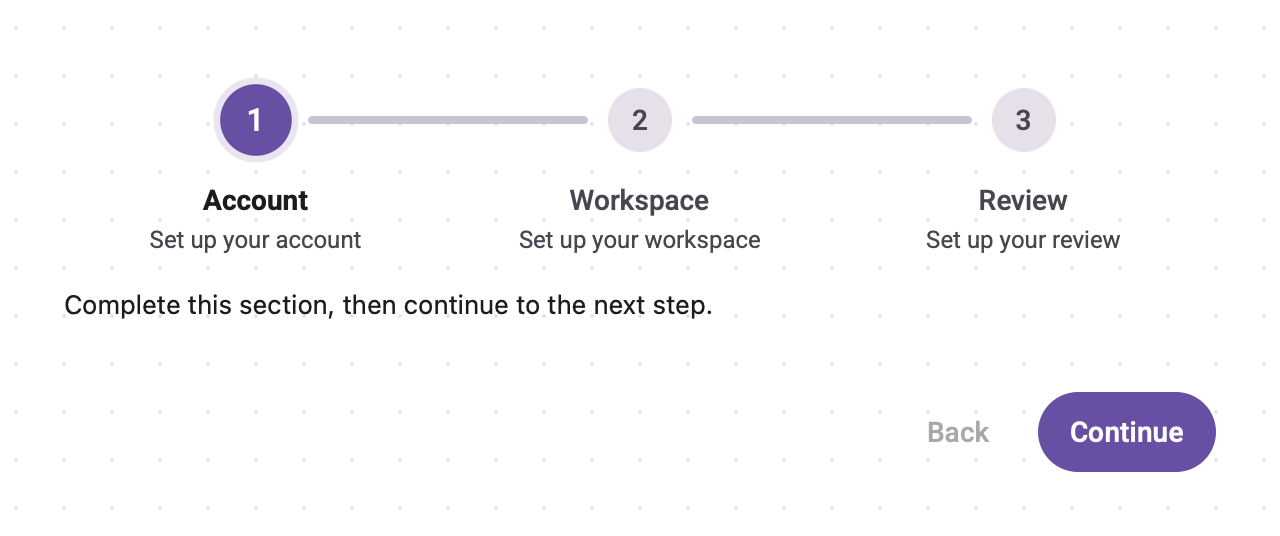 1
2
3
Account
Workspace
Review
Set up your account
Set up your workspace
Set up your review
Complete this section, then continue to the next step.
Back
Continue